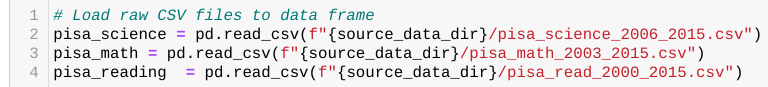 1 # Load raw CSV files to data frame
2 pisa_science = pd.read_csv(f"{source_data_dir}/pisa_science_2006_2015.csv")
3 pisa_math = pd.read_csv(f"{source_data_dir}/pisa_math_2003_2015.csv")
4 pisa_reading  = pd.read_csv(f"{source_data_dir}/pisa_read_2000_2015.csv")